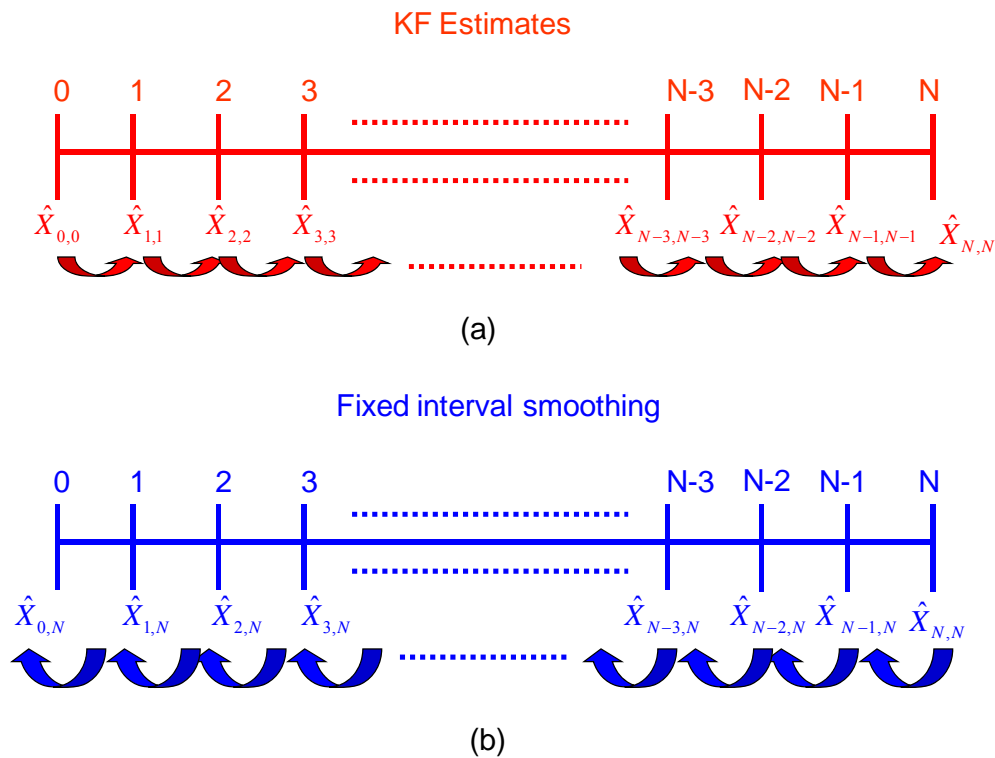 KF Estimates
0 1 2 3 N-3 N-2 N-1 N
X̂0,0 X̂1,1 X̂2,2 X̂3,3 X̂N−3,N−3 X̂N−2,N−2 X̂N−1,N−1 X̂N,N
(a)
Fixed interval smoothing
0 1 2 3 N-3 N-2 N-1 N
X̂0,N X̂1,N X̂2,N X̂3,N X̂N−3,N X̂N−2,N X̂N−1,N X̂N,N
(b)